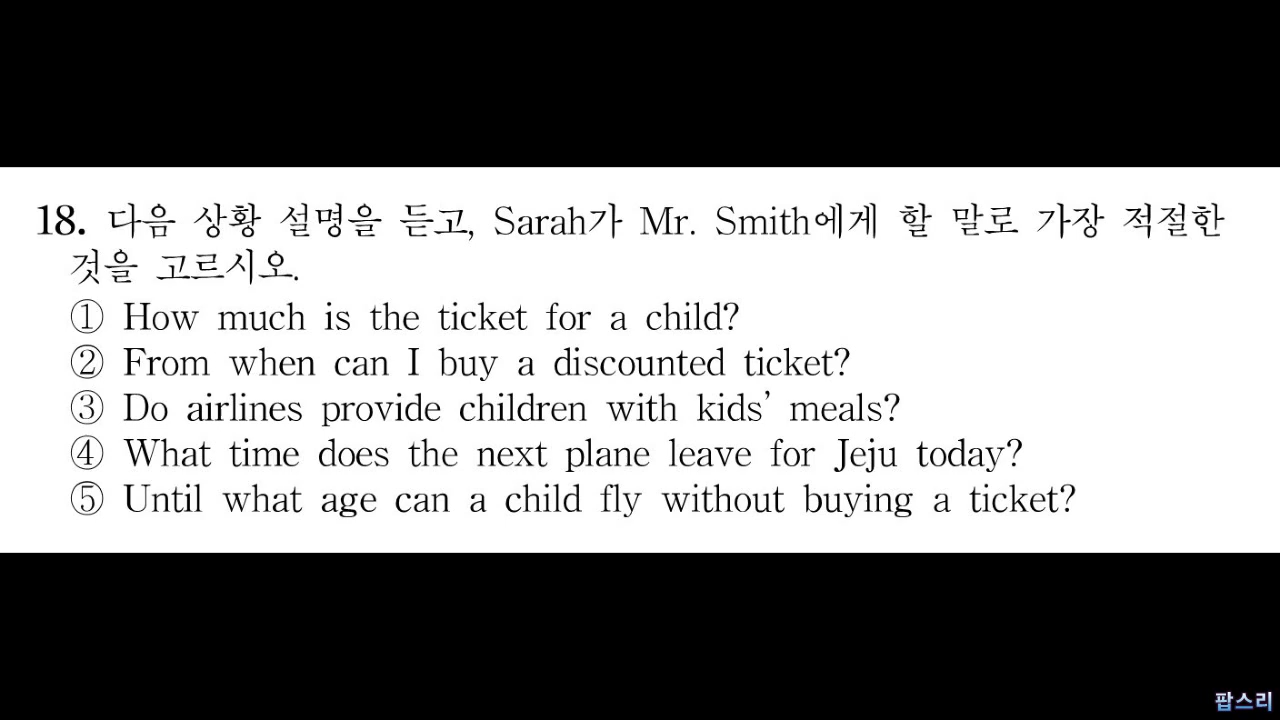 18. 다음 상황 설명을 듣고, Sarah가 Mr. Smith에게 할 말로 가장 적절한
것을 고르시오.
① How much is the ticket for a child?
② From when can I buy a discounted ticket?
③ Do airlines provide children with kids’ meals?
④ What time does the next plane leave for Jeju today?
⑤ Until what age can a child fly without buying a ticket?
팝스리